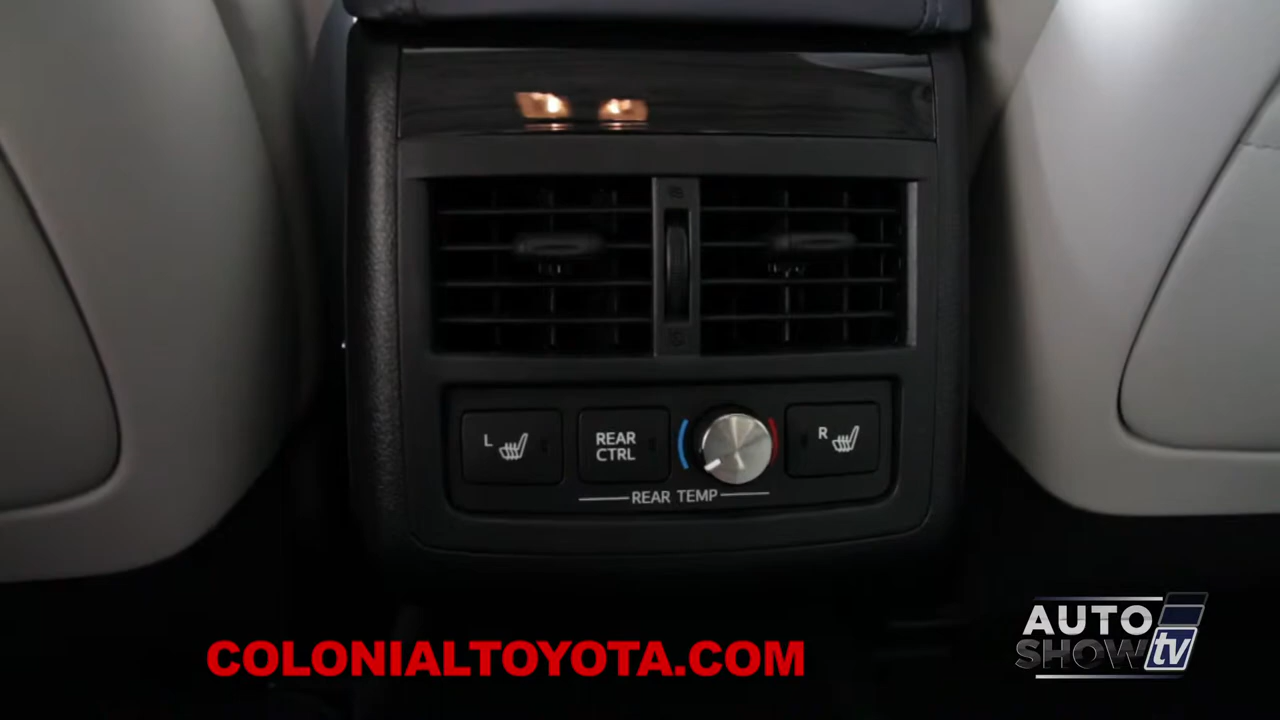 L
REAR
CTRL
R
REAR TEMP
COLONIALTOYOTA.COM
AUTO
SHOW tv